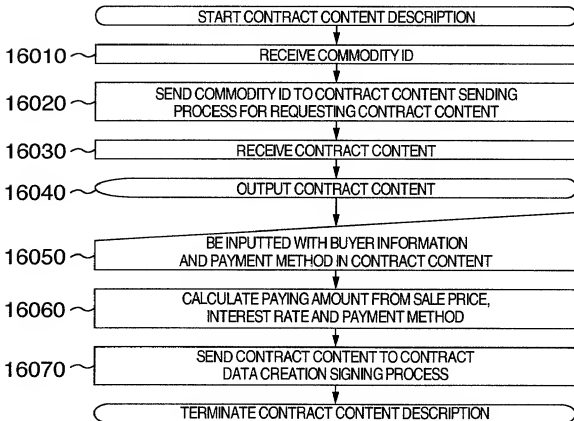 START CONTRACT CONTENT DESCRIPTION
16010
RECEIVE COMMODITY ID
16020
SEND COMMODITY ID TO CONTRACT CONTENT SENDING
PROCESS FOR REQUESTING CONTRACT CONTENT
16030
RECEIVE CONTRACT CONTENT
16040
OUTPUT CONTRACT CONTENT
16050
BE INPUTTED WITH BUYER INFORMATION
AND PAYMENT METHOD IN CONTRACT CONTENT
16060
CALCULATE PAYING AMOUNT FROM SALE PRICE,
INTEREST RATE AND PAYMENT METHOD
16070
SEND CONTRACT CONTENT TO CONTRACT
DATA CREATION SIGNING PROCESS
TERMINATE CONTRACT CONTENT DESCRIPTION